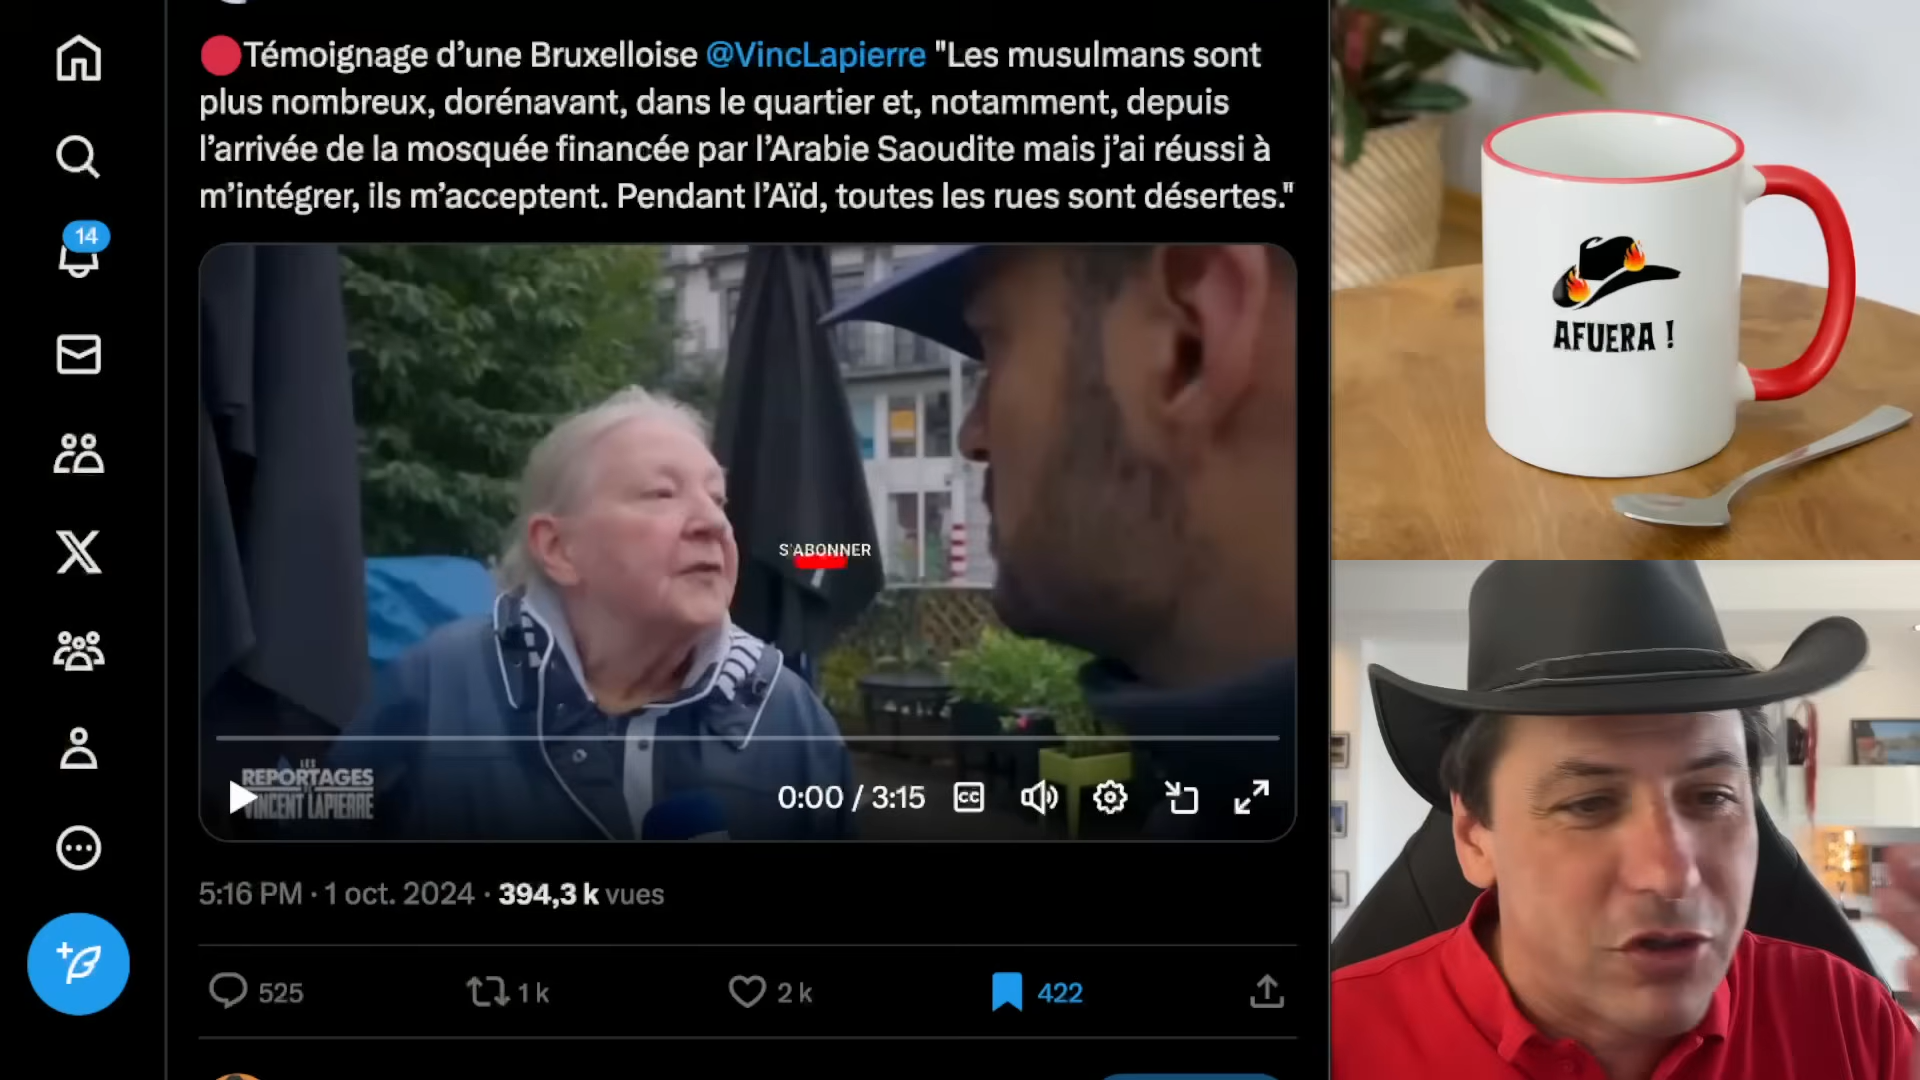 Témoignage d’une Bruxelloise @VincLapierre "Les musulmans sont
plus nombreux, dorénavant, dans le quartier et, notamment, depuis
l’arrivée de la mosquée financée par l’Arabie Saoudite mais j’ai réussi à
m’intégrer, ils m’acceptent. Pendant l’Aïd, toutes les rues sont désertes."
14
S'ABONNER
LES
REPORTAGES
VINCENT LAPIERRE
0:00 / 3:15
CC
5:16 PM · 1 oct. 2024 · 394,3 k vues
525
1 k
2 k
422
AFUERA !